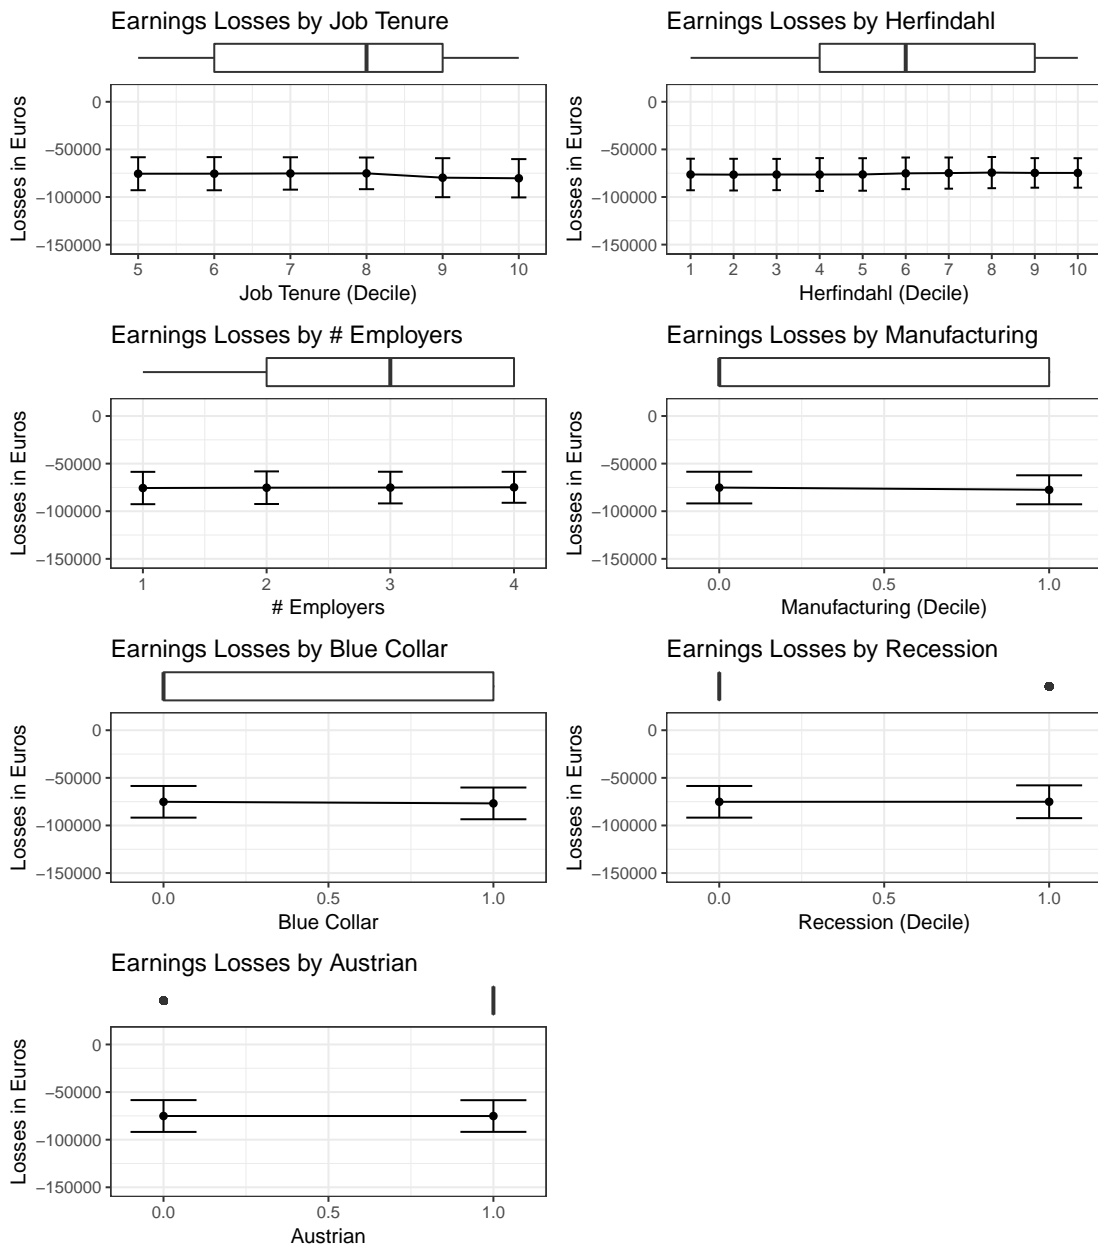 Earnings Losses by Job Tenure
Losses in Euros
0
−50000
−100000
−150000
5 6 7 8 9 10
Job Tenure (Decile)
Earnings Losses by Herfindahl
Losses in Euros
0
−50000
−100000
−150000
1 2 3 4 5 6 7 8 9 10
Herfindahl (Decile)
Earnings Losses by # Employers
Losses in Euros
0
−50000
−100000
−150000
1 2 3 4
# Employers
Earnings Losses by Manufacturing
Losses in Euros
0
−50000
−100000
−150000
0.0 0.5 1.0
Manufacturing (Decile)
Earnings Losses by Blue Collar
Losses in Euros
0
−50000
−100000
−150000
0.0 0.5 1.0
Blue Collar
Earnings Losses by Recession
Losses in Euros
0
−50000
−100000
−150000
0.0 0.5 1.0
Recession (Decile)
Earnings Losses by Austrian
Losses in Euros
0
−50000
−100000
−150000
0.0 0.5 1.0
Austrian